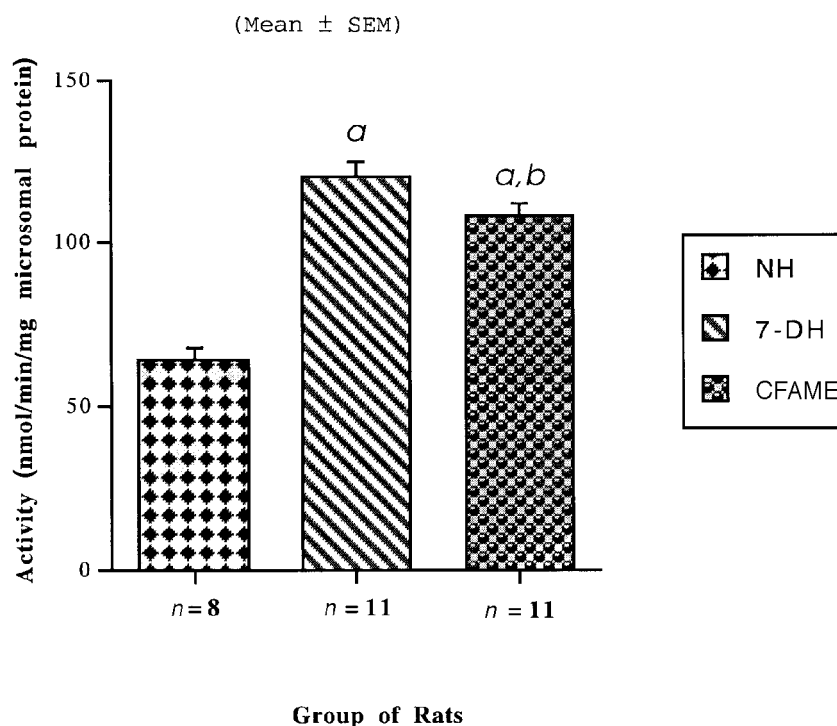 (Mean ± SEM)
Activity (nmol/min/mg microsomal protein)
150
100
50
0
a
a,b
n=8
n=11
n=11
Group of Rats
NH
7-DH
CFAME